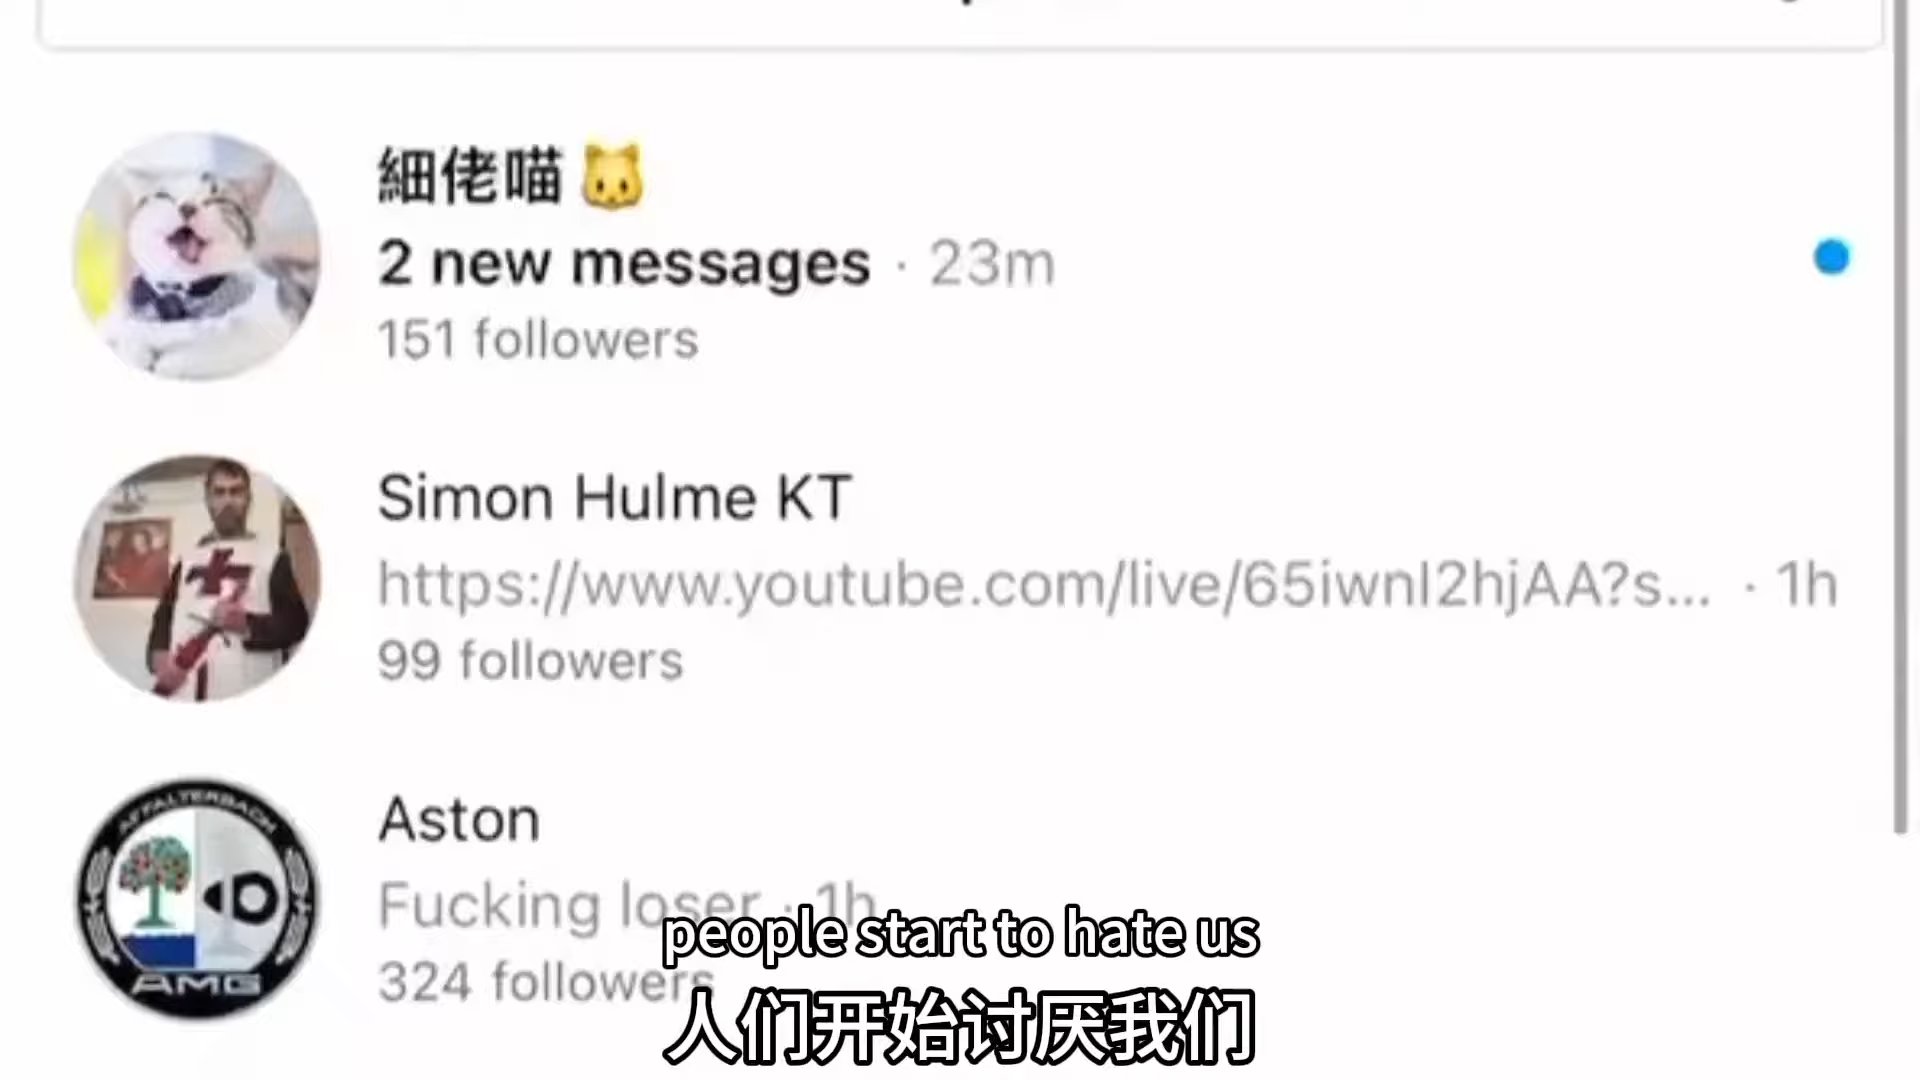 細佬喵🐱
2 new messages · 23m
151 followers
Simon Hulme KT
https://www.youtube.com/live/65iwnI2hjAA?s... · 1h
99 followers
Aston
Fucking loser · 1h
324 followers
AFFALTERBACH
AMG
people start to hate us
人们开始讨厌我们